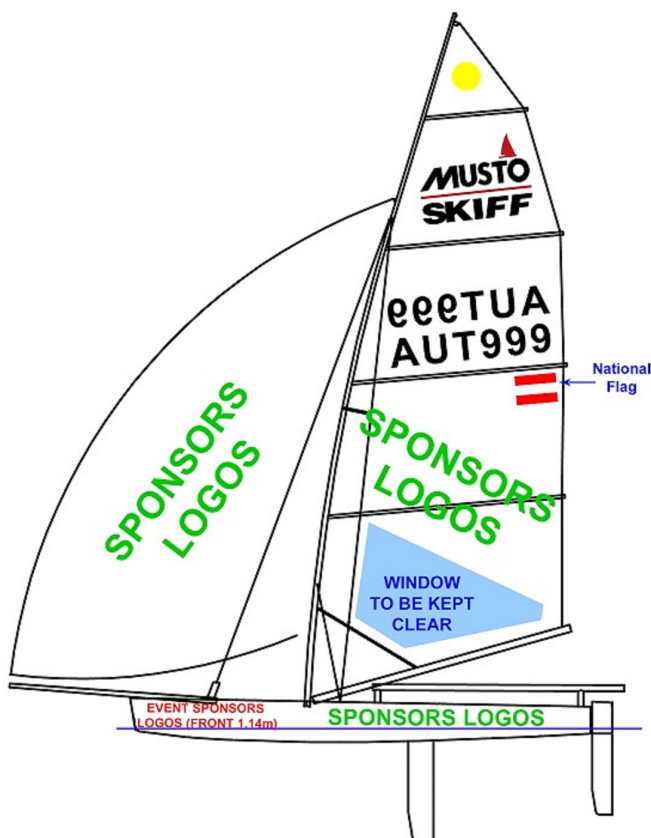 MUSTO
SKIFF
AUT999
AUT999
National
Flag
SPONSORS
LOGOS
SPONSORS
LOGOS
WINDOW
TO BE KEPT
CLEAR
EVENT SPONSORS
LOGOS (FRONT 1.14m)
SPONSORS LOGOS